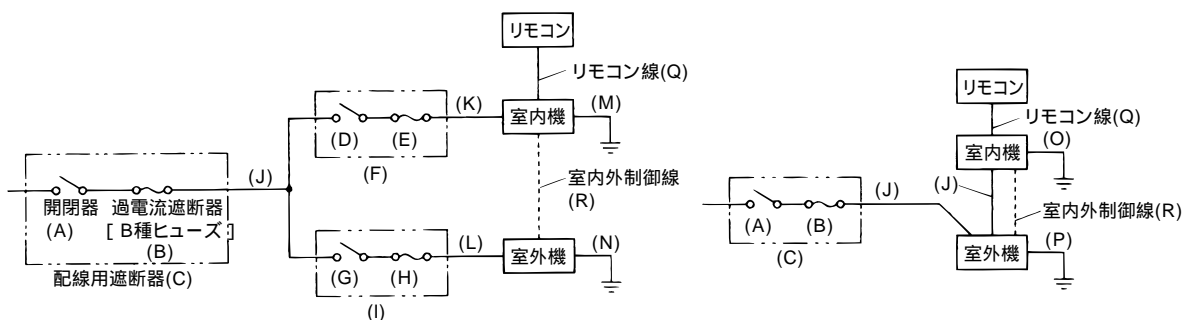 リモコン
リモコン線(Q)
(K)
室内機
(M)
(D)
(E)
(F)
(J)
開閉器
過電流遮断器
(A)
[ B種ヒューズ ]
(B)
配線用遮断器(C)
室内外制御線
(R)
(L)
室外機
(N)
(G)
(H)
(I)
リモコン
リモコン線(Q)
室内機
(O)
(J)
(J)
室内外制御線(R)
(A)
(B)
(C)
室外機
(P)